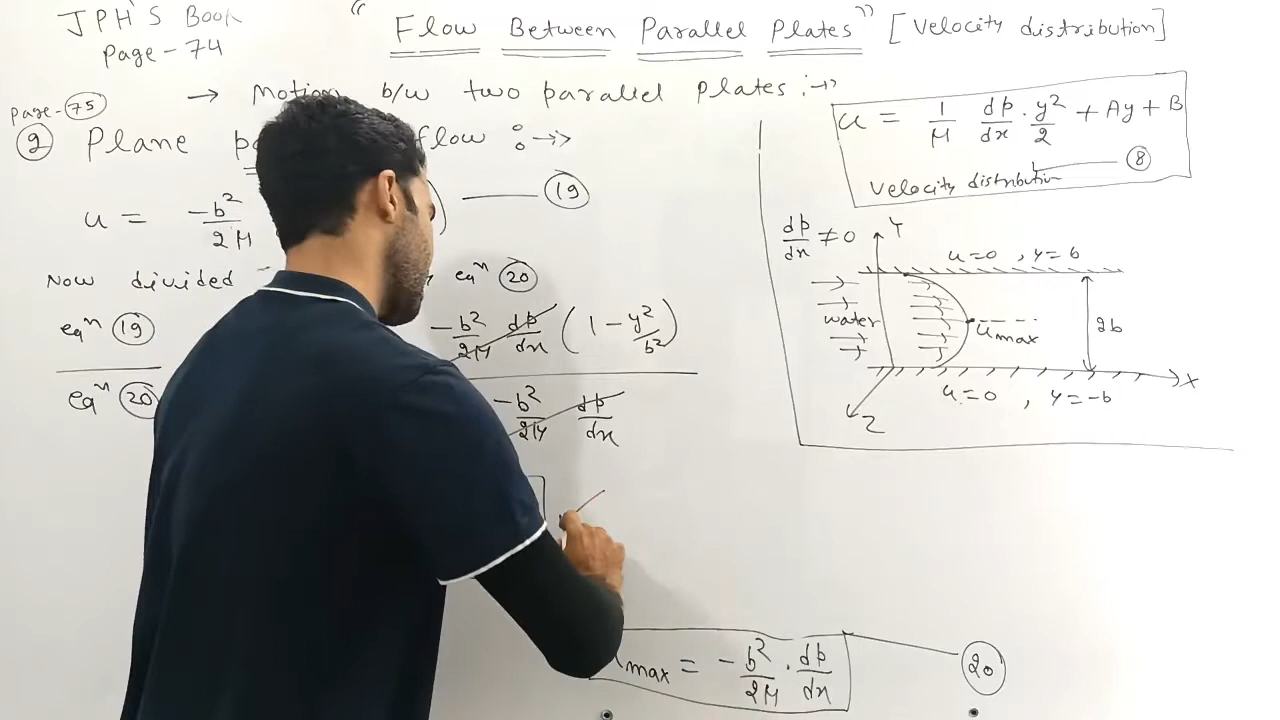 JPH'S Book
Page - 74
"Flow Between Parallel Plates" [Velocity distribution]
→ Motion b/w two parallel plates :→
Page - 75
2 Plane flow :→
u = -b²/2μ ) —— 19
Now divided eqⁿ 20
eqⁿ 19
-b²/2μ dp/dx (1 - y²/b²)
eqⁿ 20
-b²/2μ dp/dx
max = -b²/2μ . dp/dx —— 20
u = 1/μ dp/dx . y²/2 + Ay + B
8
Velocity distribution
dp/dx ≠ 0
Y
u = 0 , y = b
water
umax
2b
X
u = 0 , y = -b
Z